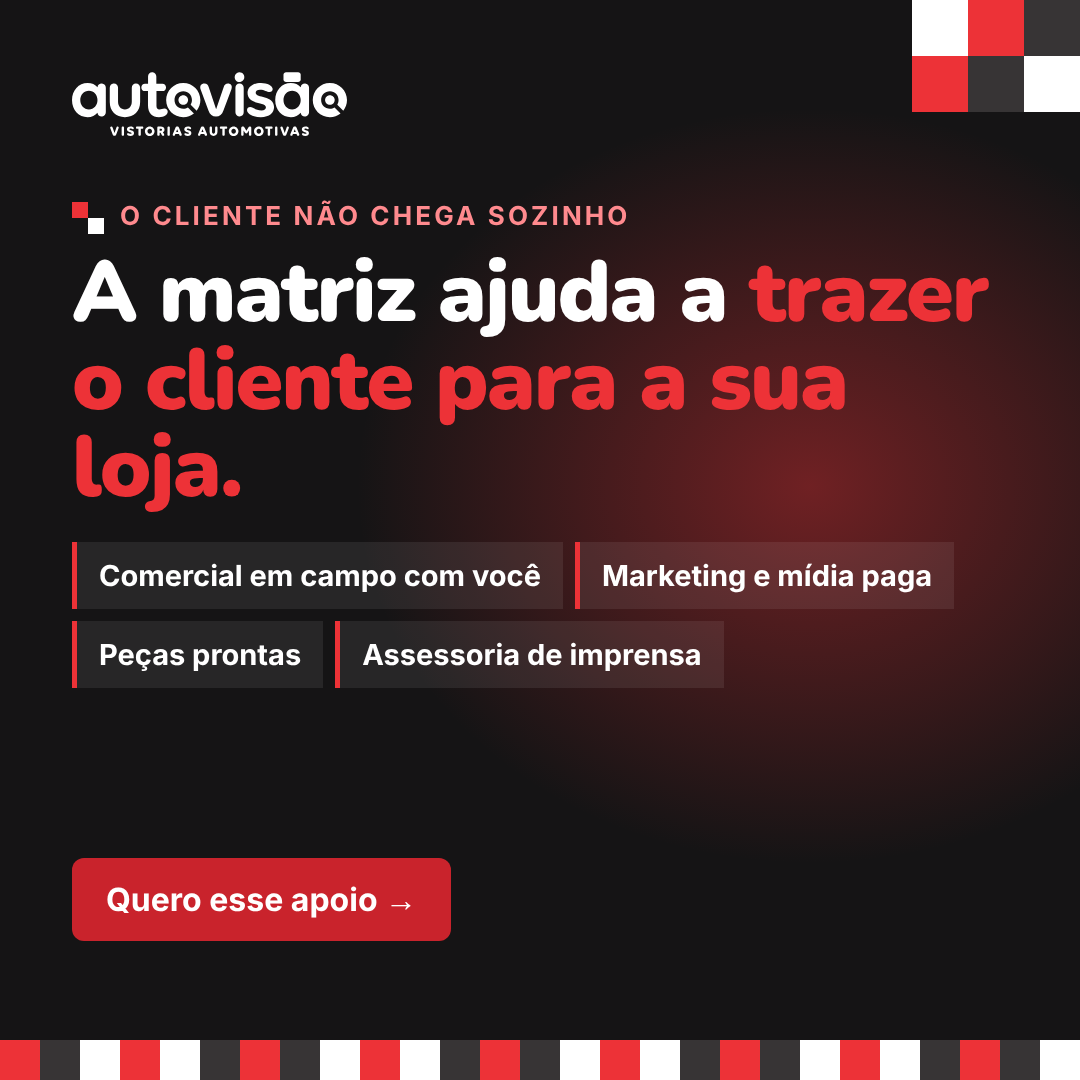 autovisão
VISTORIAS AUTOMOTIVAS
O CLIENTE NÃO CHEGA SOZINHO
A matriz ajuda a trazer
o cliente para a sua
loja.
Comercial em campo com você
Marketing e mídia paga
Peças prontas
Assessoria de imprensa
Quero esse apoio →